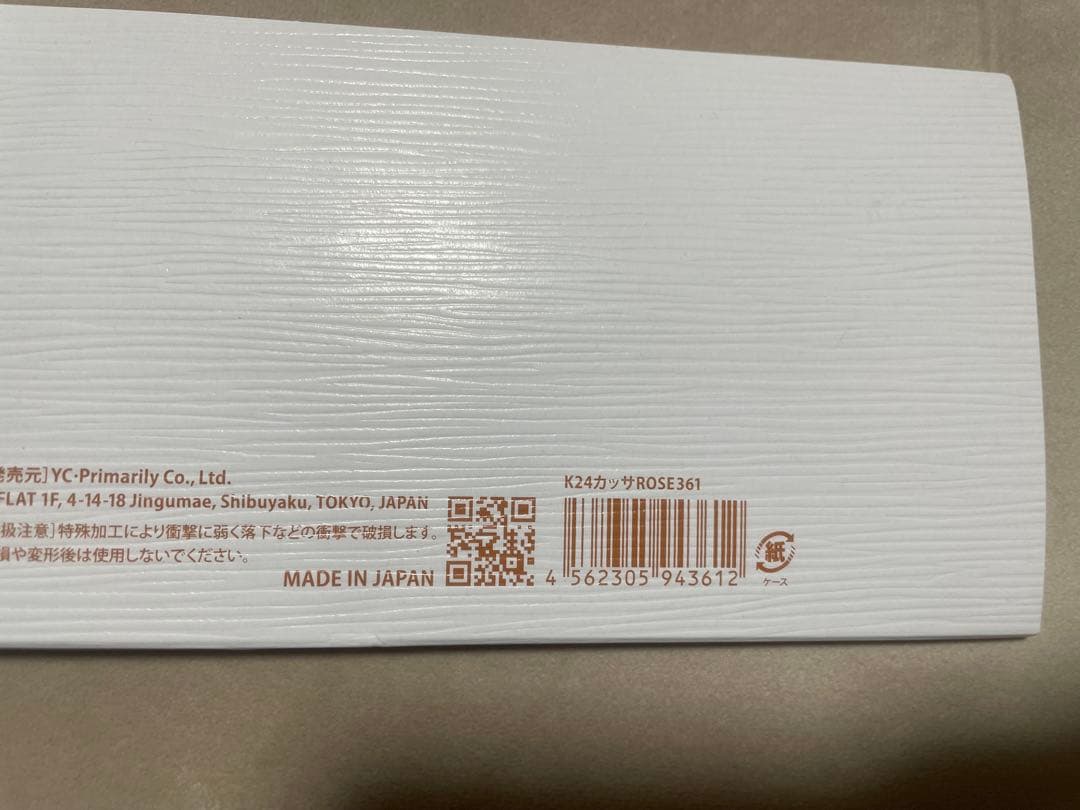 発売元] YC·Primarily Co., Ltd.
FLAT 1F, 4-14-18 Jingumae, Shibuyaku, TOKYO, JAPAN
扱注意] 特殊加工により衝撃に弱く落下などの衝撃で破損します。
損や変形後は使用しないでください。
MADE IN JAPAN
K24カッサROSE361
4 562305 943612
紙
ケース